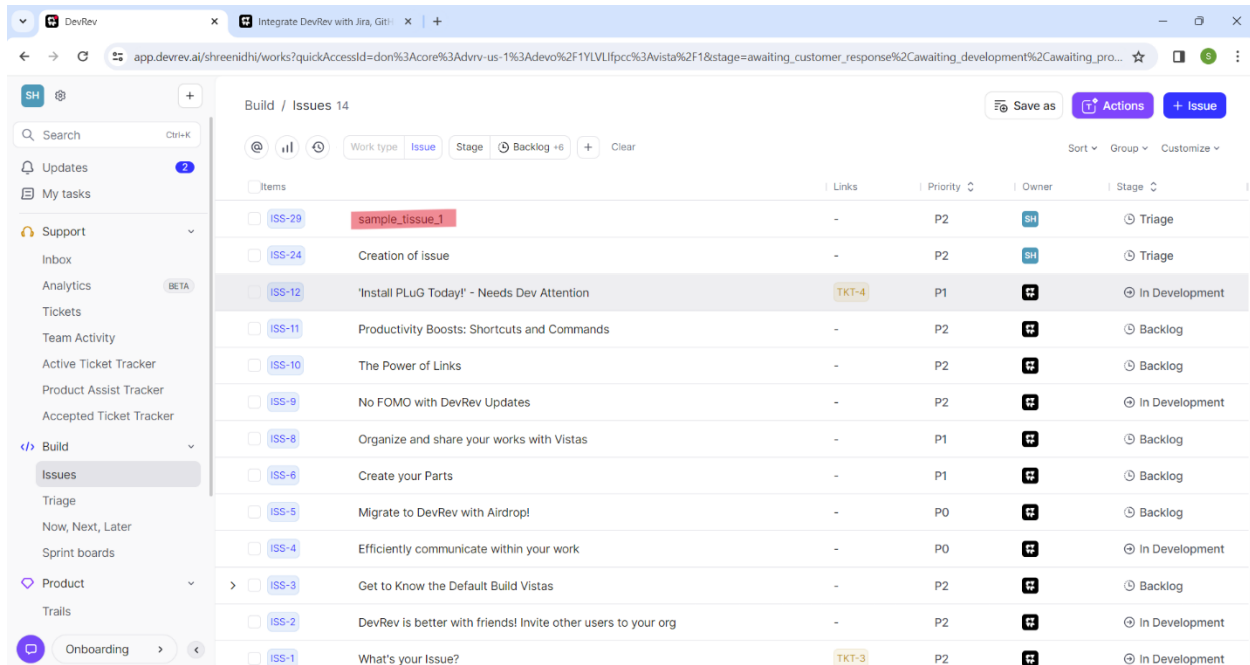 DevRev
Integrate DevRev with Jira, GitH
app.devrev.ai/shreenidhi/works?quickAccessId=don%3Acore%3Advrv-us-1%3Adevo%2F1YLVLIfpcc%3Avista%2F1&stage=awaiting_customer_response%2Cawaiting_development%2Cawaiting_pro...
S
SH
Build / Issues 14
Save as
Actions
+ Issue
Search Ctrl+K
Work type Issue Stage Backlog +6 + Clear
Sort Group Customize
Updates 2
My tasks
Items Links Priority Owner Stage
ISS-29 sample_tissue_1 - P2 SH Triage
Support
ISS-24 Creation of issue - P2 SH Triage
Inbox
Analytics BETA
ISS-12 'Install PLuG Today!' - Needs Dev Attention TKT-4 P1 In Development
Tickets
ISS-11 Productivity Boosts: Shortcuts and Commands - P2 Backlog
Team Activity
Active Ticket Tracker
ISS-10 The Power of Links - P2 Backlog
Product Assist Tracker
ISS-9 No FOMO with DevRev Updates - P2 In Development
Accepted Ticket Tracker
Build
ISS-8 Organize and share your works with Vistas - P1 Backlog
Issues
ISS-6 Create your Parts - P1 Backlog
Triage
ISS-5 Migrate to DevRev with Airdrop! - P0 Backlog
Now, Next, Later
Sprint boards
ISS-4 Efficiently communicate within your work - P0 In Development
Product
ISS-3 Get to Know the Default Build Vistas - P2 Backlog
Trails
ISS-2 DevRev is better with friends! Invite other users to your org - P2 In Development
Onboarding
ISS-1 What's your Issue? TKT-3 P2 In Development